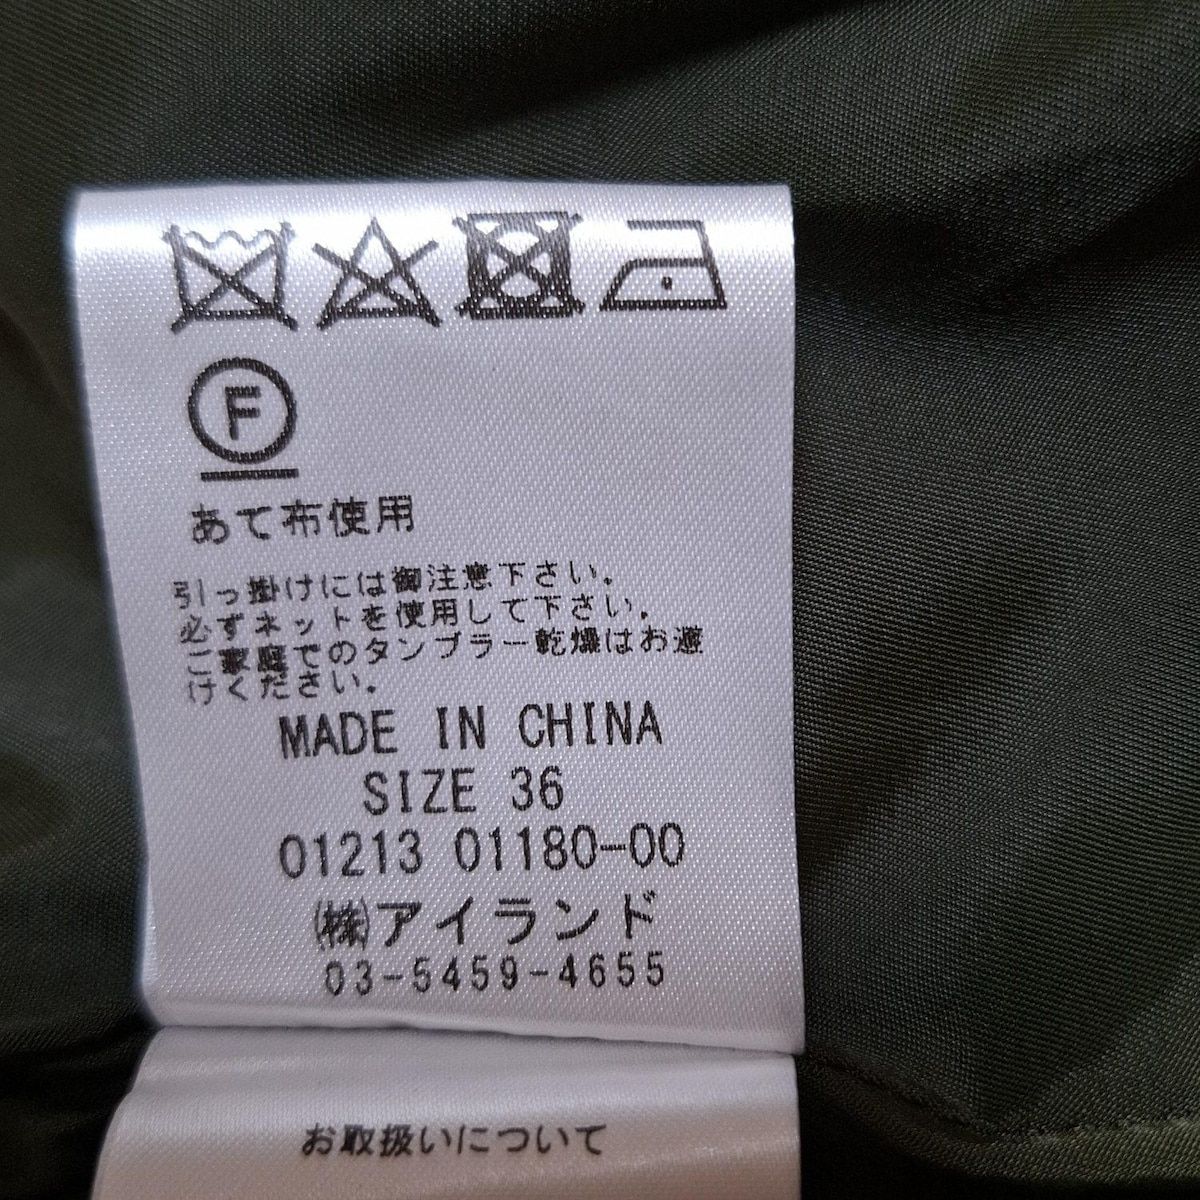 F
あて布使用
引っ掛けには御注意下さい.
必ずネットを使用して下さい.
ご家庭でのタンブラー乾燥はお避
けください.
MADE IN CHINA
SIZE 36
01213 01180-00
㈱アイランド
03-5459-4655
お取扱いについて